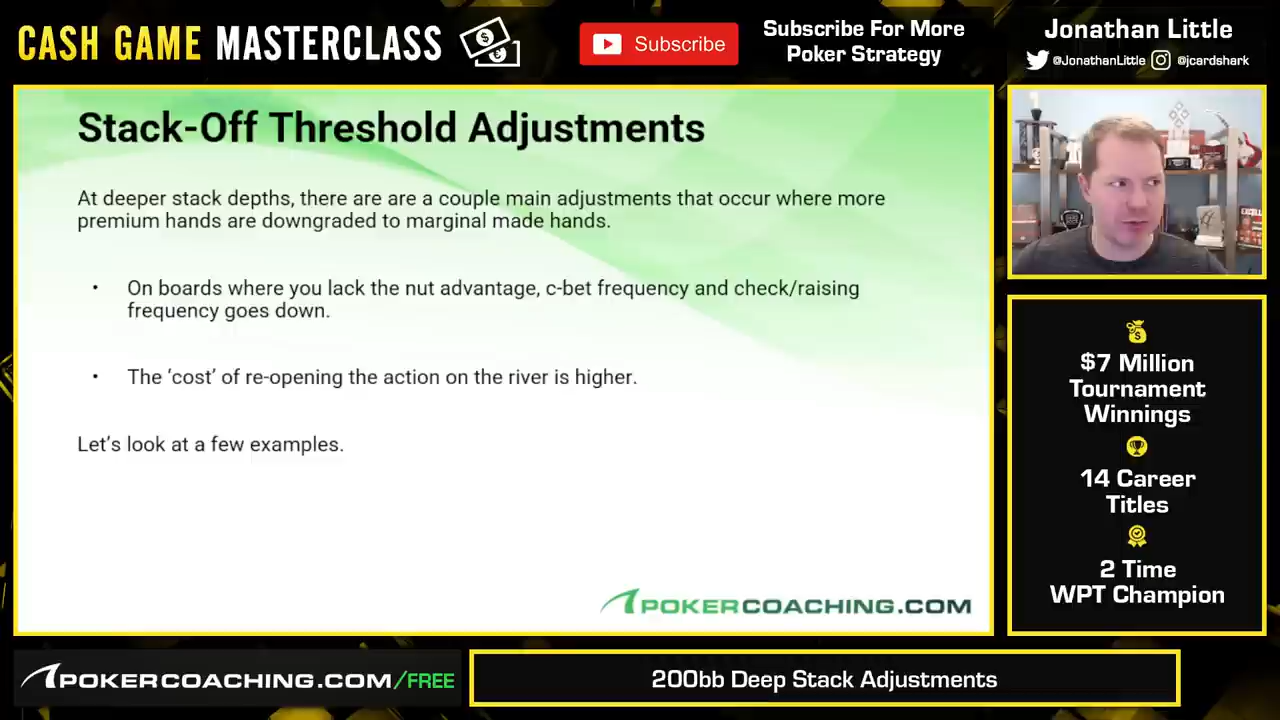 CASH GAME MASTERCLASS
Subscribe
Subscribe For More
Poker Strategy
Jonathan Little
@JonathanLittle @jcardshark
Stack-Off Threshold Adjustments
At deeper stack depths, there are are a couple main adjustments that occur where more
premium hands are downgraded to marginal made hands.
• On boards where you lack the nut advantage, c-bet frequency and check/raising
frequency goes down.
• The ‘cost’ of re-opening the action on the river is higher.
Let’s look at a few examples.
POKERCOACHING.COM
$7 Million
Tournament
Winnings
14 Career
Titles
2 Time
WPT Champion
POKERCOACHING.COM/FREE
200bb Deep Stack Adjustments